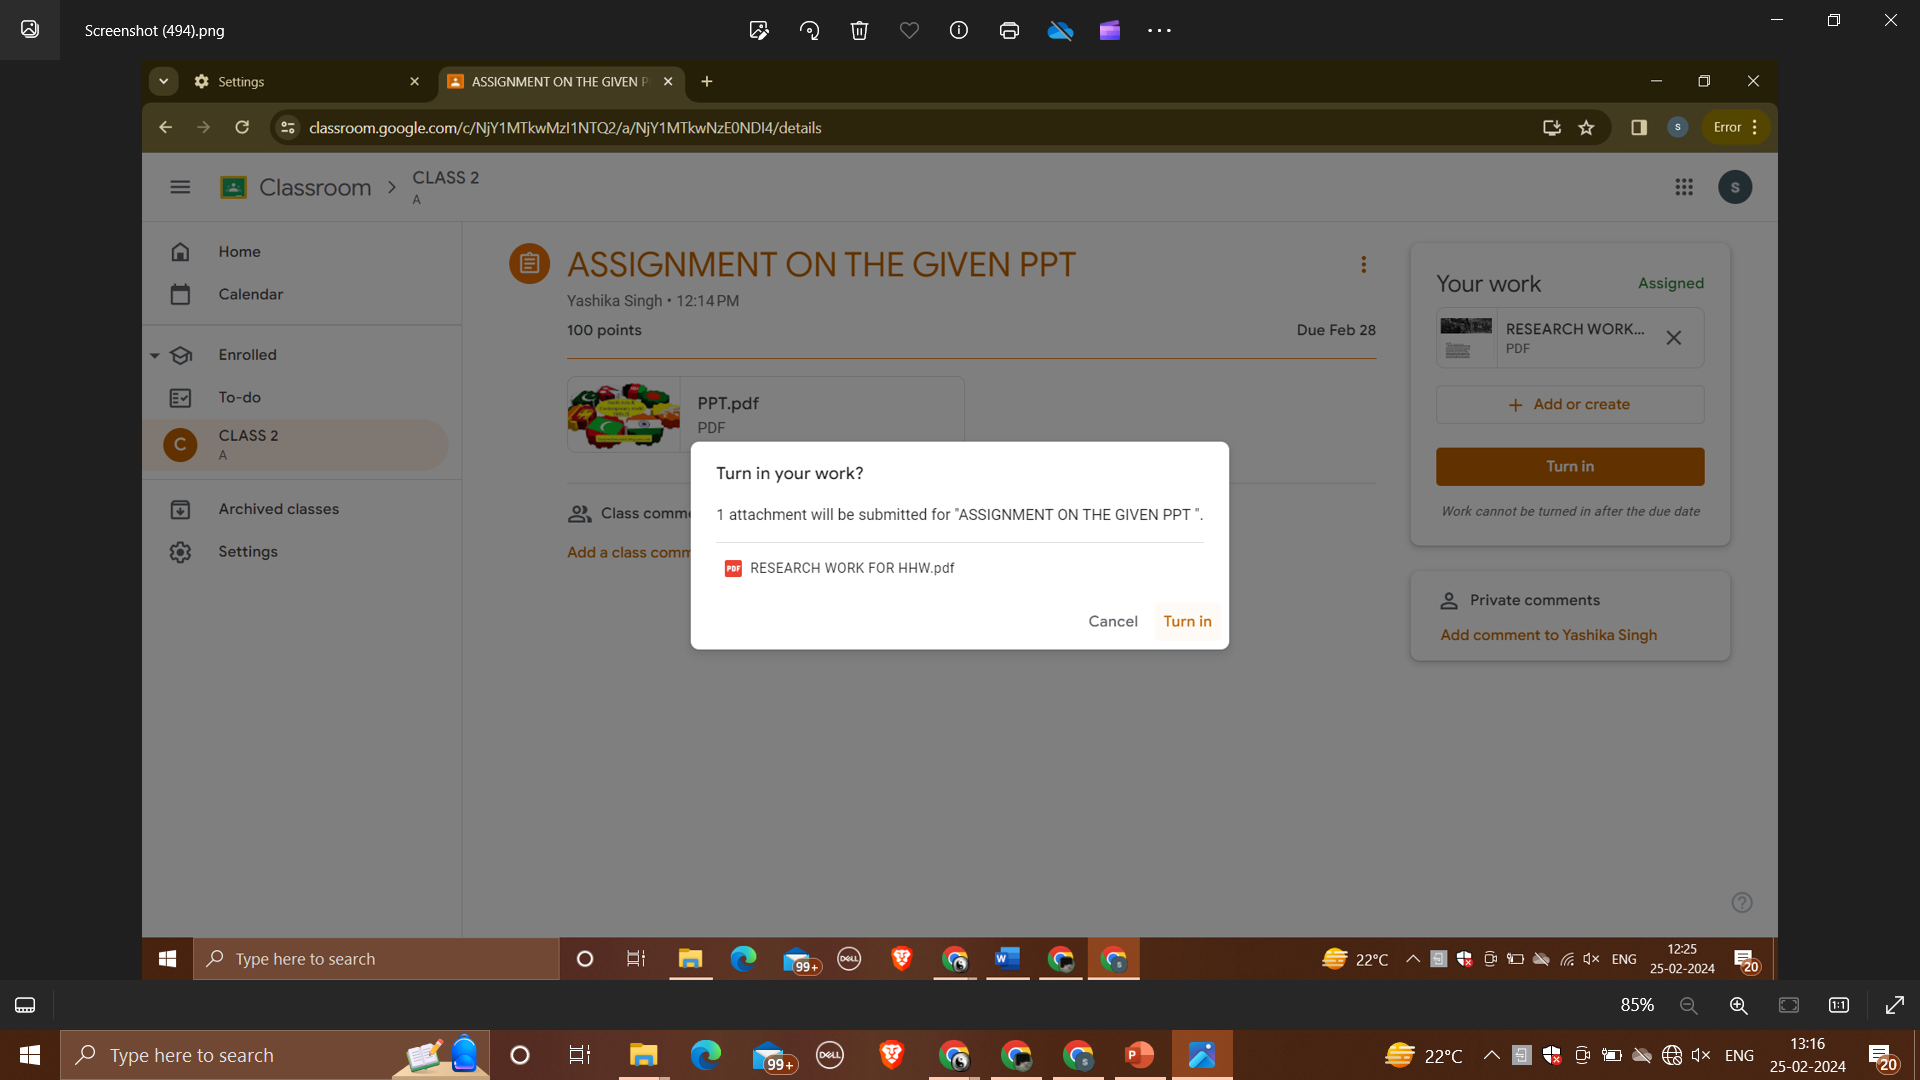 Screenshot (494).png
Settings
ASSIGNMENT ON THE GIVEN P
classroom.google.com/c/NjY1MTkwMzI1NTQ2/a/NjY1MTkwNzE0NDI4/details
S
Error
Classroom
CLASS 2
A
S
Home
Calendar
Enrolled
To-do
C
CLASS 2
A
Archived classes
Settings
ASSIGNMENT ON THE GIVEN PPT
Yashika Singh • 12:14 PM
100 points
Due Feb 28
PPT.pdf
PDF
Class comme
Add a class comm
Turn in your work?
1 attachment will be submitted for "ASSIGNMENT ON THE GIVEN PPT ".
PDF
RESEARCH WORK FOR HHW.pdf
Cancel
Turn in
Your work
Assigned
RESEARCH WORK...
PDF
Add or create
Turn in
Work cannot be turned in after the due date
Private comments
Add comment to Yashika Singh
Type here to search
99+
DELL
W
S
22°C
ENG
12:25
25-02-2024
20
85%
1:1
Type here to search
99+
DELL
S
P
22°C
ENG
13:16
25-02-2024
20